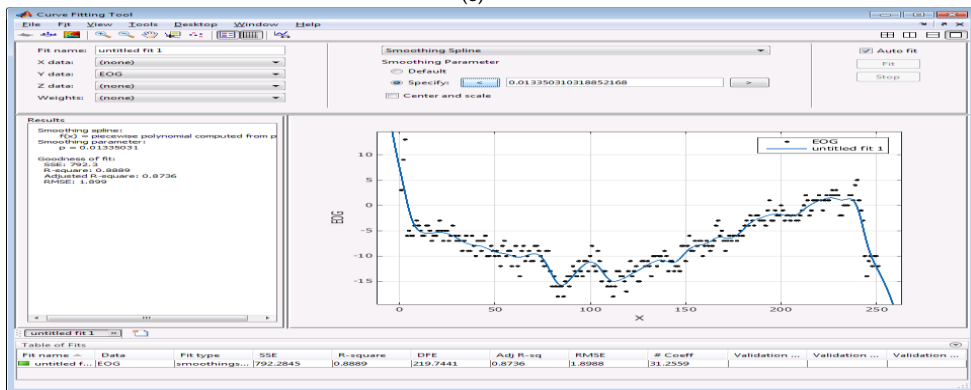 Curve Fitting Tool
File Fit View Tools Desktop Window Help
Fit name: untitled fit 1
X data: (none)
Y data: EOG
Z data: (none)
Weights: (none)
Smoothing Spline
Smoothing Parameter
Default
Specify: < 0.013350310318852168 >
Center and scale
Auto fit
Fit
Stop
Results
Smoothing spline:
f(x) = piecewise polynomial computed from p
Smoothing parameter:
p = 0.01335031
Goodness of fit:
SSE: 792.3
R-square: 0.8889
Adjusted R-square: 0.8736
RMSE: 1.899
EOG
untitled fit 1
10
5
0
-5
-10
-15
EOG
0 50 100 150 200 250
X
untitled fit 1
Table of Fits
Fit name Data Fit type SSE R-square DFE Adj R-sq RMSE # Coeff Validation ... Validation ... Validation ...
untitled f... EOG smoothings... 792.2845 0.8889 219.7441 0.8736 1.8988 31.2559